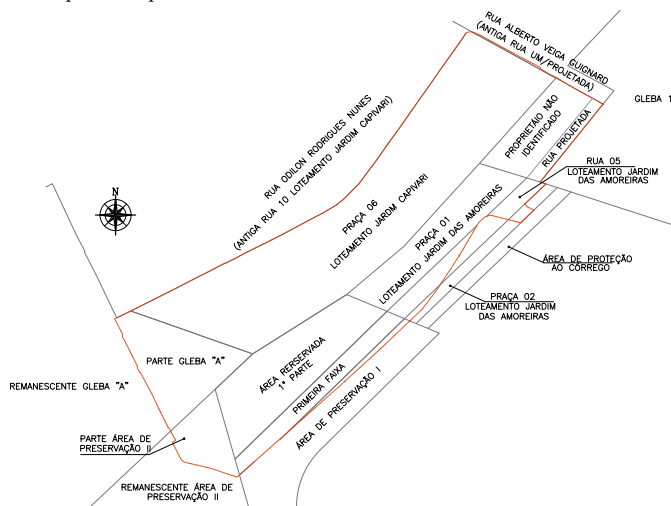 RUA ALBERTO VEIGA GUIGNARD
(ANTIGA RUA UM/PROJETADA)
GLEBA 1
PROPRIETÁIO NÃO
IDENTIFICADO
RUA PROJETADA
RUA ODILON RODRIGUES NUNES
(ANTIGA RUA 10 LOTEAMENTO JARDIM CAPIVARI)
RUA 05
LOTEAMENTO JARDIM
DAS AMOREIRAS
N
PRAÇA 06
LOTEAMENTO JARDM CAPIVARI
PRAÇA 01
LOTEAMENTO JARDIM DAS AMOREIRAS
ÁREA DE PROTEÇÃO
AO CÓRREGO
PRAÇA 02
LOTEAMENTO JARDIM
DAS AMOREIRAS
PARTE GLEBA "A"
REMANESCENTE GLEBA "A"
ÁREA RERSERVADA
1ª PARTE
PRIMEIRA FAIXA
ÁREA DE PRESERVAÇÃO I
PARTE ÁREA DE
PRESERVAÇÃO II
REMANESCENTE ÁREA DE
PRESERVAÇÃO II